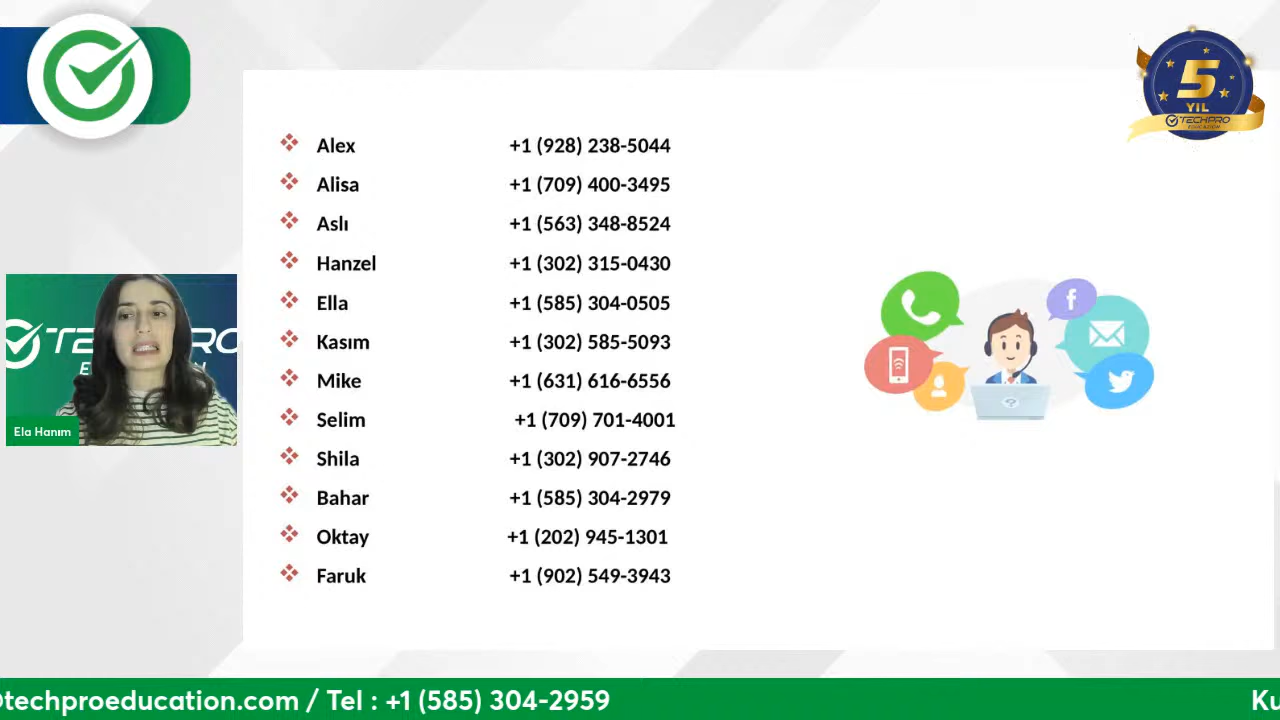 5
YIL
TECHPRO
EDUCATION
Alex +1 (928) 238-5044
Alisa +1 (709) 400-3495
Aslı +1 (563) 348-8524
Hanzel +1 (302) 315-0430
Ella +1 (585) 304-0505
Kasım +1 (302) 585-5093
Mike +1 (631) 616-6556
Selim +1 (709) 701-4001
Shila +1 (302) 907-2746
Bahar +1 (585) 304-2979
Oktay +1 (202) 945-1301
Faruk +1 (902) 549-3943
Ela Hanım
techproeducation.com / Tel : +1 (585) 304-2959
Ku